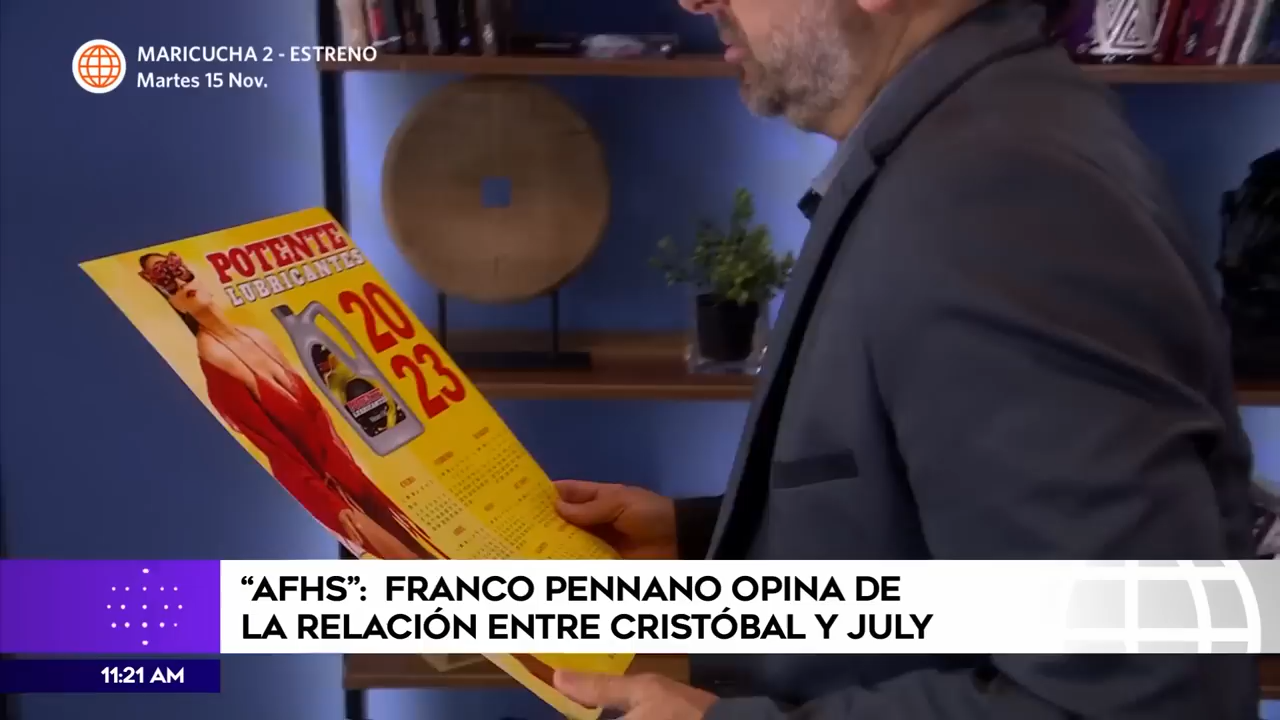 MARICUCHA 2 - ESTRENO
Martes 15 Nov.
POTENTE
LUBRICANTES
20
23
“AFHS”: FRANCO PENNANO OPINA DE
LA RELACIÓN ENTRE CRISTÓBAL Y JULY
11:21 AM